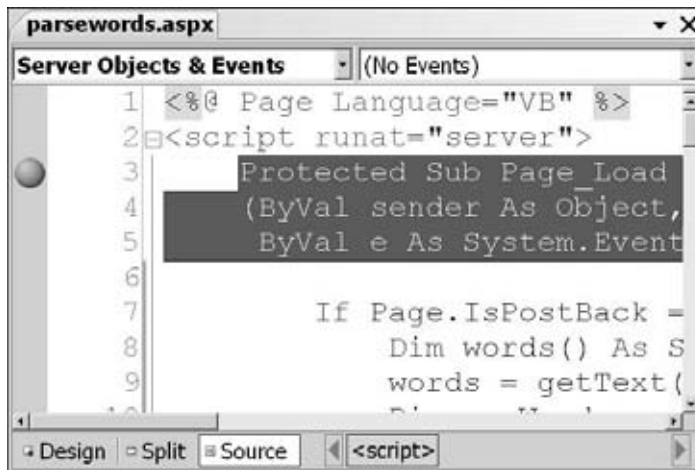 parsewords.aspx
Server Objects & Events (No Events)
1 <%@ Page Language="VB" %>
2 <script runat="server">
3 Protected Sub Page_Load
4 (ByVal sender As Object,
5 ByVal e As System.Event
6
7 If Page.IsPostBack =
8 Dim words() As S
9 words = getText(
Design Split Source <script>